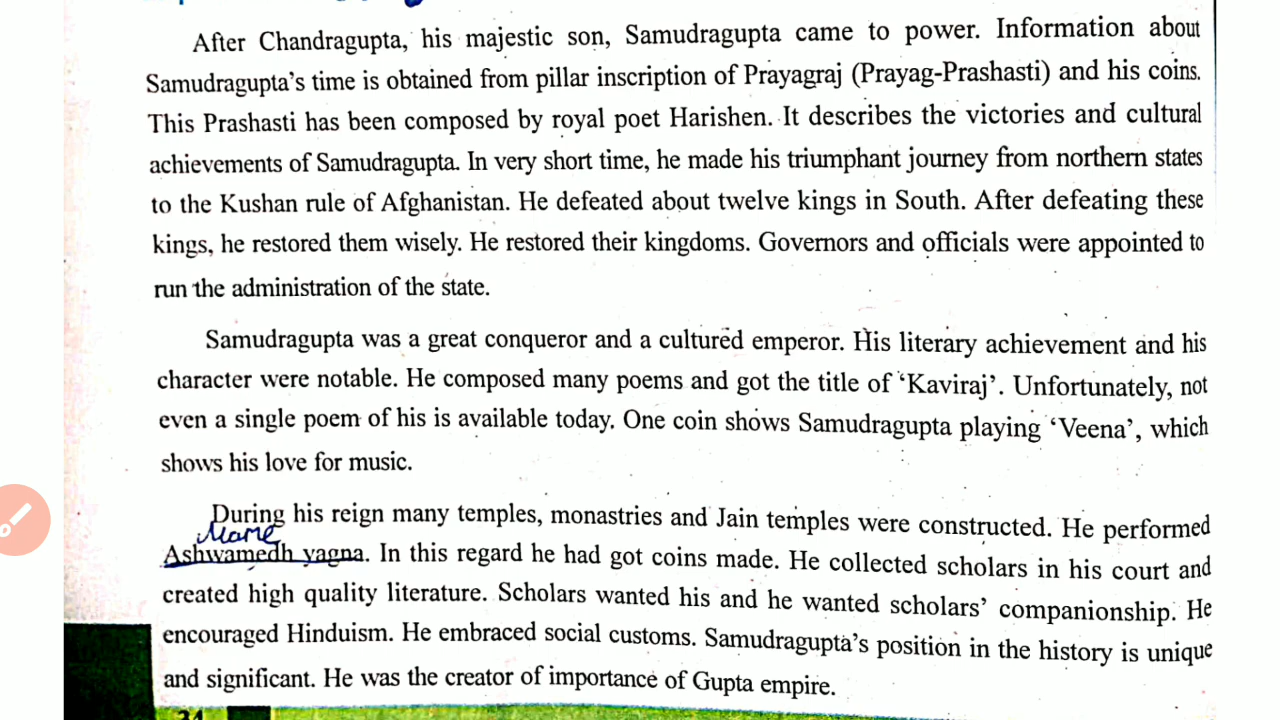 After Chandragupta, his majestic son, Samudragupta came to power. Information about
Samudragupta's time is obtained from pillar inscription of Prayagraj (Prayag-Prashasti) and his coins.
This Prashasti has been composed by royal poet Harishen. It describes the victories and cultural
achievements of Samudragupta. In very short time, he made his triumphant journey from northern states
to the Kushan rule of Afghanistan. He defeated about twelve kings in South. After defeating these
kings, he restored them wisely. He restored their kingdoms. Governors and officials were appointed to
run the administration of the state.
Samudragupta was a great conqueror and a cultured emperor. His literary achievement and his
character were notable. He composed many poems and got the title of ‘Kaviraj’. Unfortunately, not
even a single poem of his is available today. One coin shows Samudragupta playing ‘Veena’, which
shows his love for music.
During his reign many temples, monastries and Jain temples were constructed. He performed
Name
Ashwamedh yagna. In this regard he had got coins made. He collected scholars in his court and
created high quality literature. Scholars wanted his and he wanted scholars’ companionship. He
encouraged Hinduism. He embraced social customs. Samudragupta’s position in the history is unique
and significant. He was the creator of importance of Gupta empire.